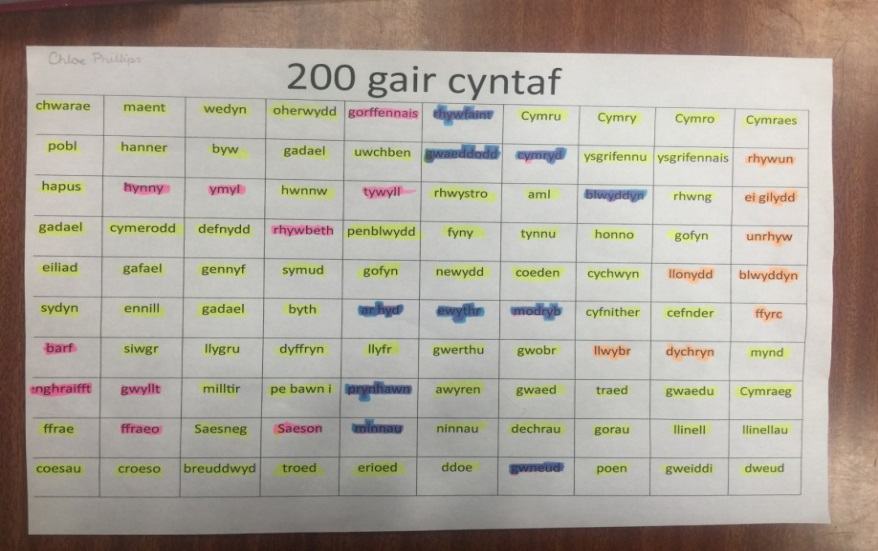 Chloe Phillips
200 gair cyntaf
chwarae maent wedyn oherwydd gorffennais rhywfaint Cymru Cymry Cymro Cymraes
pobl hanner byw gadael uwchben gwaeddodd cymryd ysgrifennu ysgrifennais rhywun
hapus hynny ymyl hwnnw tywyll rhwystro aml blwyddyn rhwng ei gilydd
gadael cymerodd defnydd rhywbeth penblwydd fyny tynnu honno gofyn unrhyw
eiliad gafael gennyf symud gofyn newydd coeden cychwyn llonydd blwyddyn
sydyn ennill gadael byth ar hyd ewythr modryb cyfnither cefnder ffyrc
barf siwgr llygru dyffryn llyfr gwerthu gwobr llwybr dychryn mynd
enghraifft gwyllt milltir pe bawn i prynhawn awyren gwaed traed gwaedu Cymraeg
ffrae ffraeo Saesneg Saeson minnau ninnau dechrau gorau llinell llinellau
coesau croeso breuddwyd troed erioed ddoe gwneud poen gweiddi dweud